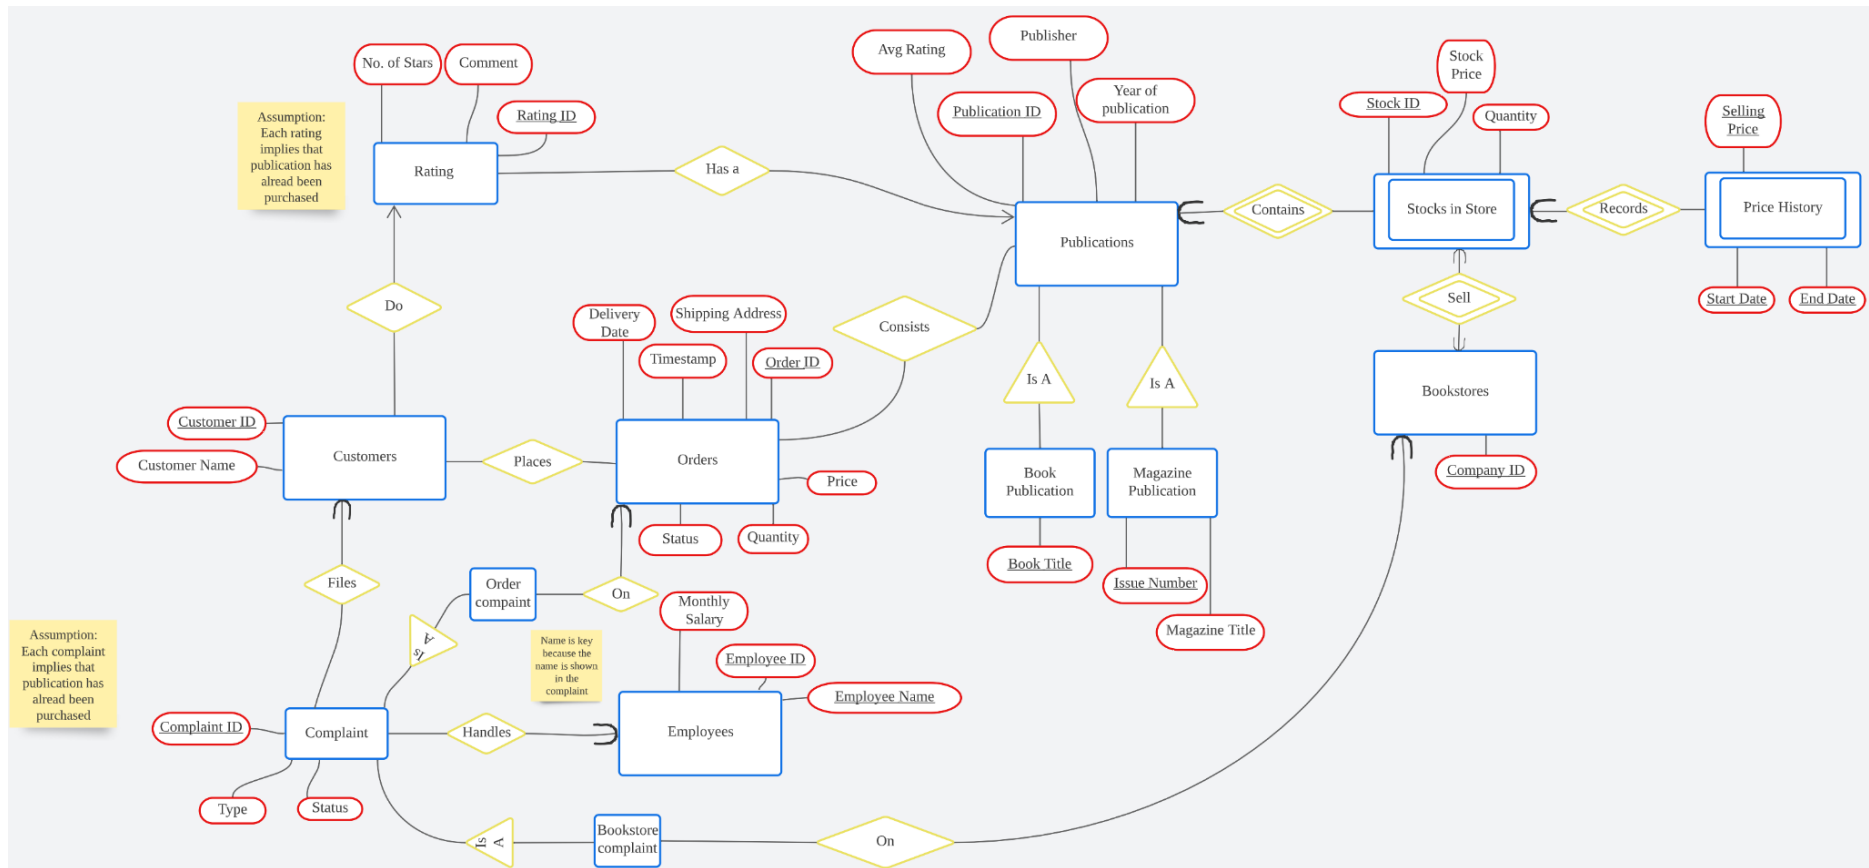 No. of Stars
Comment
Rating ID
Assumption:
Each rating
implies that
publication has
alread been
purchased
Rating
Has a
Avg Rating
Publisher
Publication ID
Year of
publication
Publications
Contains
Stock ID
Stock
Price
Quantity
Stocks in Store
Records
Selling
Price
Price History
Start Date
End Date
Sell
Bookstores
Company ID
Do
Delivery
Date
Shipping Address
Timestamp
Order ID
Consists
Is A
Is A
Customer ID
Customer Name
Customers
Places
Orders
Price
Status
Quantity
Book
Publication
Magazine
Publication
Book Title
Issue Number
Magazine Title
Files
Order
compaint
On
Is
A
Monthly
Salary
Name is key
because the
name is shown
in the
complaint
Employee ID
Employee Name
Employees
Assumption:
Each complaint
implies that
publication has
alread been
purchased
Complaint ID
Complaint
Handles
Type
Status
Is
A
Bookstore
complaint
On